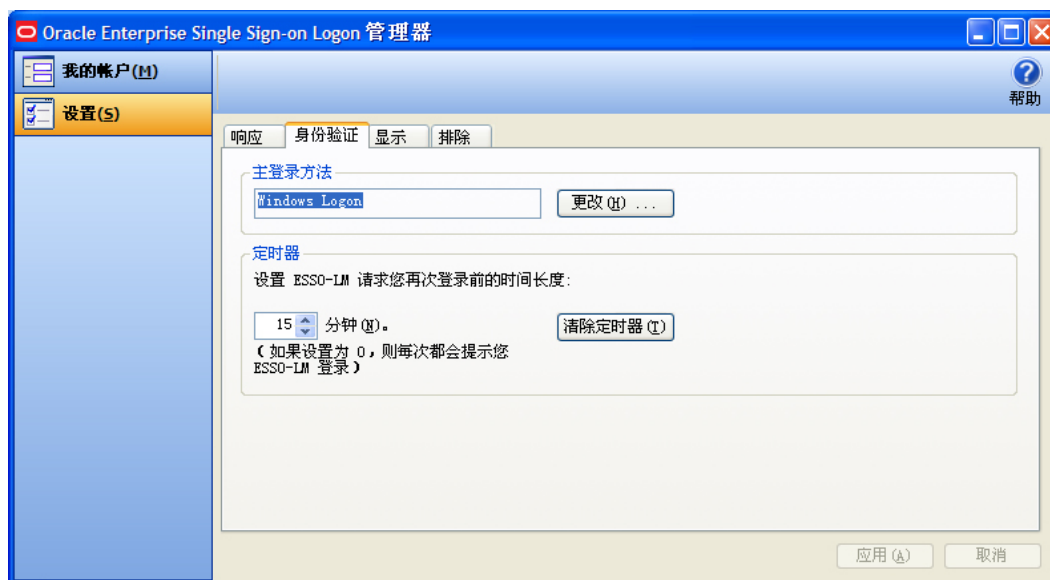 Oracle Enterprise Single Sign-on Logon 管理器
我的帐户(M)
设置(S)
帮助
响应
身份验证
显示
排除
主登录方法
Windows Logon
更改(H) ...
定时器
设置 ESSO-LM 请求您再次登录前的时间长度:
15 分钟(N)。
清除定时器(T)
(如果设置为 0，则每次都会提示您
ESSO-LM 登录)
应用(A)
取消